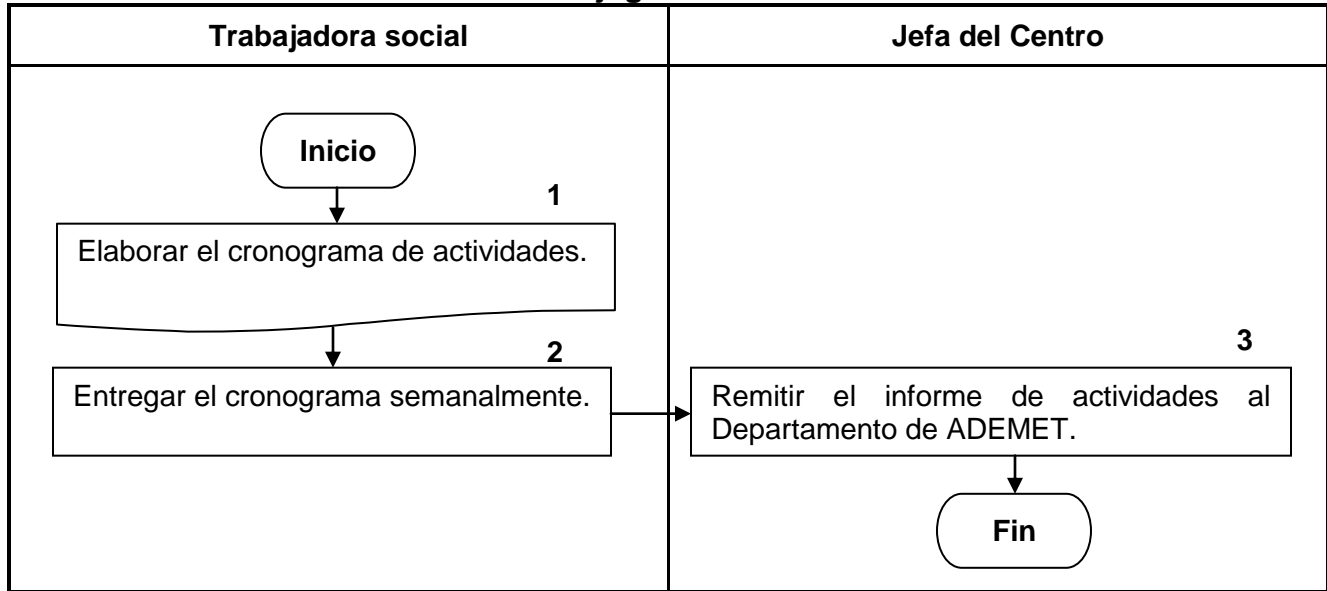 Trabajadora social
Jefa del Centro
Inicio
1
Elaborar el cronograma de actividades.
2
Entregar el cronograma semanalmente.
3
Remitir el informe de actividades al
Departamento de ADEMET.
Fin